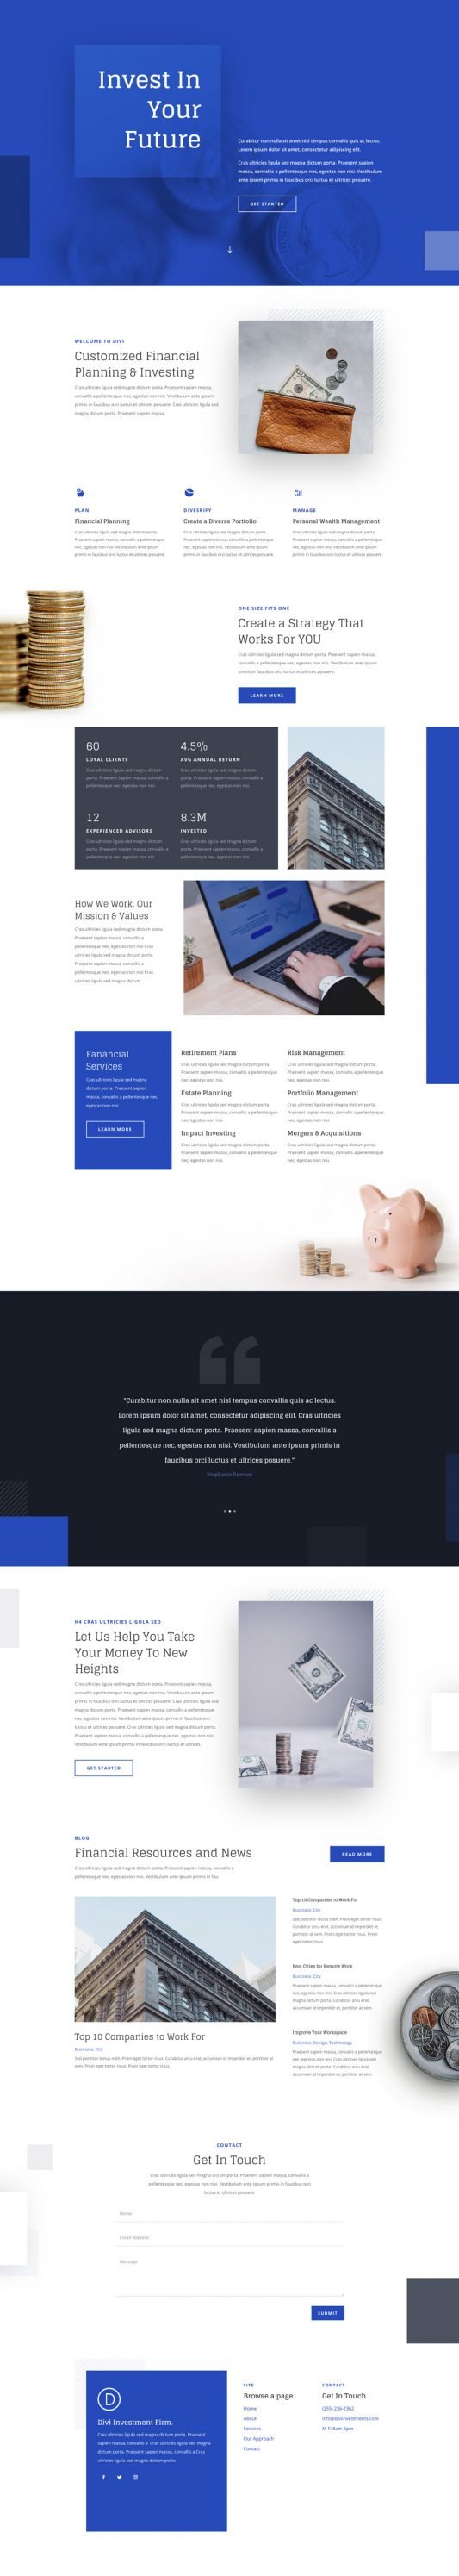 Invest In
Your
Future
Curabitur non nulla sit amet nisl tempus convallis quis ac lectus.
Lorem ipsum dolor sit amet, consectetur adipiscing elit.
Cras ultricies ligula sed magna dictum porta. Praesent sapien
massa, convallis a pellentesque nec, egestas non nisi. Vestibulum
ante ipsum primis in faucibus orci luctus et ultrices posuere.
GET STARTED
WELCOME TO DIVI
Customized Financial
Planning & Investing
Cras ultricies ligula sed magna dictum porta. Praesent sapien massa,
convallis a pellentesque nec, egestas non nisi. Vestibulum ante ipsum
primis in faucibus orci luctus et ultrices posuere. Cras ultricies ligula sed
magna dictum porta. Praesent sapien massa.
PLAN
Financial Planning
Cras ultricies ligula sed magna dictum porta.
Praesent sapien massa, convallis a pellentesque
nec, egestas non nisi. Vestibulum ante ipsum
primis in faucibus orci luctus et ultrices posuere.
DIVESRIFY
Create a Diverse Portfolio
Cras ultricies ligula sed magna dictum porta.
Praesent sapien massa, convallis a pellentesque
nec, egestas non nisi. Vestibulum ante ipsum
primis in faucibus orci luctus et ultrices posuere.
MANAGE
Personal Wealth Management
Cras ultricies ligula sed magna dictum porta.
Praesent sapien massa, convallis a pellentesque
nec, egestas non nisi. Vestibulum ante ipsum
primis in faucibus orci luctus et ultrices posuere.
ONE SIZE FITS ONE
Create a Strategy That
Works For YOU
Cras ultricies ligula sed magna dictum porta. Praesent sapien massa,
convallis a pellentesque nec, egestas non nisi. Vestibulum ante ipsum
primis in faucibus orci luctus et ultrices posuere.
LEARN MORE
60
LOYAL CLIENTS
Cras ultricies ligula sed magna dictum
porta. Praesent sapien massa, convallis a
pellentesque nec, egestas non nisi.
4.5%
AVG ANNUAL RETURN
Cras ultricies ligula sed magna dictum
porta. Praesent sapien massa, convallis a
pellentesque nec, egestas non nisi.
12
EXPERIENCED ADVISORS
Cras ultricies ligula sed magna dictum
porta. Praesent sapien massa, convallis a
pellentesque nec, egestas non nisi.
8.3M
INVESTED
Cras ultricies ligula sed magna dictum
porta. Praesent sapien massa, convallis a
pellentesque nec, egestas non nisi.
How We Work. Our
Mission & Values
Cras ultricies ligula sed magna dictum porta.
Praesent sapien massa, convallis a
pellentesque nec, egestas non nisi Cras
ultricies ligula sed magna dictum porta.
Praesent sapien massa, convallis a
pellentesque nec, egestas non nisi Cras
ultricies ligula sed magna dictum.
Fanancial
Services
Cras ultricies ligula sed magna
dictum porta. Praesent sapien
massa, convallis a pellentesque nec,
egestas non nisi
LEARN MORE
Retirement Plans
Cras ultricies ligula sed magna dictum porta.
Praesent sapien massa, convallis a pellentesque
nec, egestas non nisi.
Risk Management
Cras ultricies ligula sed magna dictum porta.
Praesent sapien massa, convallis a pellentesque
nec, egestas non nisi.
Estate Planning
Cras ultricies ligula sed magna dictum porta.
Praesent sapien massa, convallis a pellentesque
nec, egestas non nisi.
Portfolio Management
Cras ultricies ligula sed magna dictum porta.
Praesent sapien massa, convallis a pellentesque
nec, egestas non nisi.
Impact Investing
Cras ultricies ligula sed magna dictum porta.
Praesent sapien massa, convallis a pellentesque
nec, egestas non nisi.
Mergers & Acquisitions
Cras ultricies ligula sed magna dictum porta.
Praesent sapien massa, convallis a pellentesque
nec, egestas non nisi.
"Curabitur non nulla sit amet nisl tempus convallis quis ac lectus.
Lorem ipsum dolor sit amet, consectetur adipiscing elit. Cras ultricies
ligula sed magna dictum porta. Praesent sapien massa, convallis a
pellentesque nec, egestas non nisi. Vestibulum ante ipsum primis in
faucibus orci luctus et ultrices posuere."
H4 CRAS ULTRICIES LIGULA SED
Let Us Help You Take
Your Money To New
Heights
Cras ultricies ligula sed magna dictum porta. Praesent sapien massa,
convallis a pellentesque nec, egestas non nisi. Vestibulum ante ipsum
primis in faucibus orci luctus et ultrices posuere. Cras ultricies ligula sed
magna dictum porta. Praesent sapien massa, convallis a pellentesque
nec, egestas non nisi. Vestibulum ante ipsum primis in faucibus orci
luctus et ultrices posuere. Cras ultricies ligula sed magna dictum porta.
Praesent sapien massa, convallis a pellentesque nec, egestas non nisi.
Vestibulum ante ipsum primis in faucibus orci luctus et ultrices.
GET STARTED
BLOG
Financial Resources and News
Cras ultricies ligula sed magna dictum porta. Praesent sapien massa, convallis a
pellentesque nec, egestas non nisi. Vestibulum ante ipsum primis in fau
READ MORE
Top 10 Companies to Work For
Business, City
Sed porttitor lectus nibh. Proin eget tortor risus. Curabitur arcu erat, accumsan id imperdiet et, porttitor at
sem. Proin eget tortor risus. Proin eget tortor risus.
Top 10 Companies to Work For
Business, City
Sed porttitor lectus nibh. Proin eget tortor risus.
Curabitur arcu erat, accumsan id imperdiet et,
porttitor at sem. Proin eget tortor risus. Proin
eget tortor risus.
Best Cities for Remote Work
Business, City
Praesent sapien massa, convallis a pellentesque
nec, egestas non nisi. Cras ultricies ligula sed
magna dictum porta. Curabitur arcu erat,
accumsan id imperdiet et, porttitor at sem.
Improve Your Workspace
Business, Design, Technology
Praesent sapien massa, convallis a pellentesque
nec, egestas non nisi. Cras ultricies ligula sed
magna dictum porta. Curabitur arcu erat,
accumsan id imperdiet et, porttitor at sem.
CONTACT
Get In Touch
Cras ultricies ligula sed magna dictum porta. Praesent sapien massa, convallis a
pellentesque nec, egestas non nisi. Vestibulum ante ipsum primis in faucibus orci
luctus et ultrices posuere.
Name
Email Address
Message
SUBMIT
D
Divi Investment Firm.
Cras ultricies ligula sed magna dictum porta. Praesent
sapien massa, convallis a Cras ultricies ligula sed magna
dictum porta. Praesent sapien massa, convallis a Cras
ultricies ligula sed magna dictum porta.
SITE
Browse a page
Home
About
Services
Our Approach
Contact
CONTACT
Get In Touch
(255) 236-2362
info@diviinvestments.com
M-F: 8am-5pm